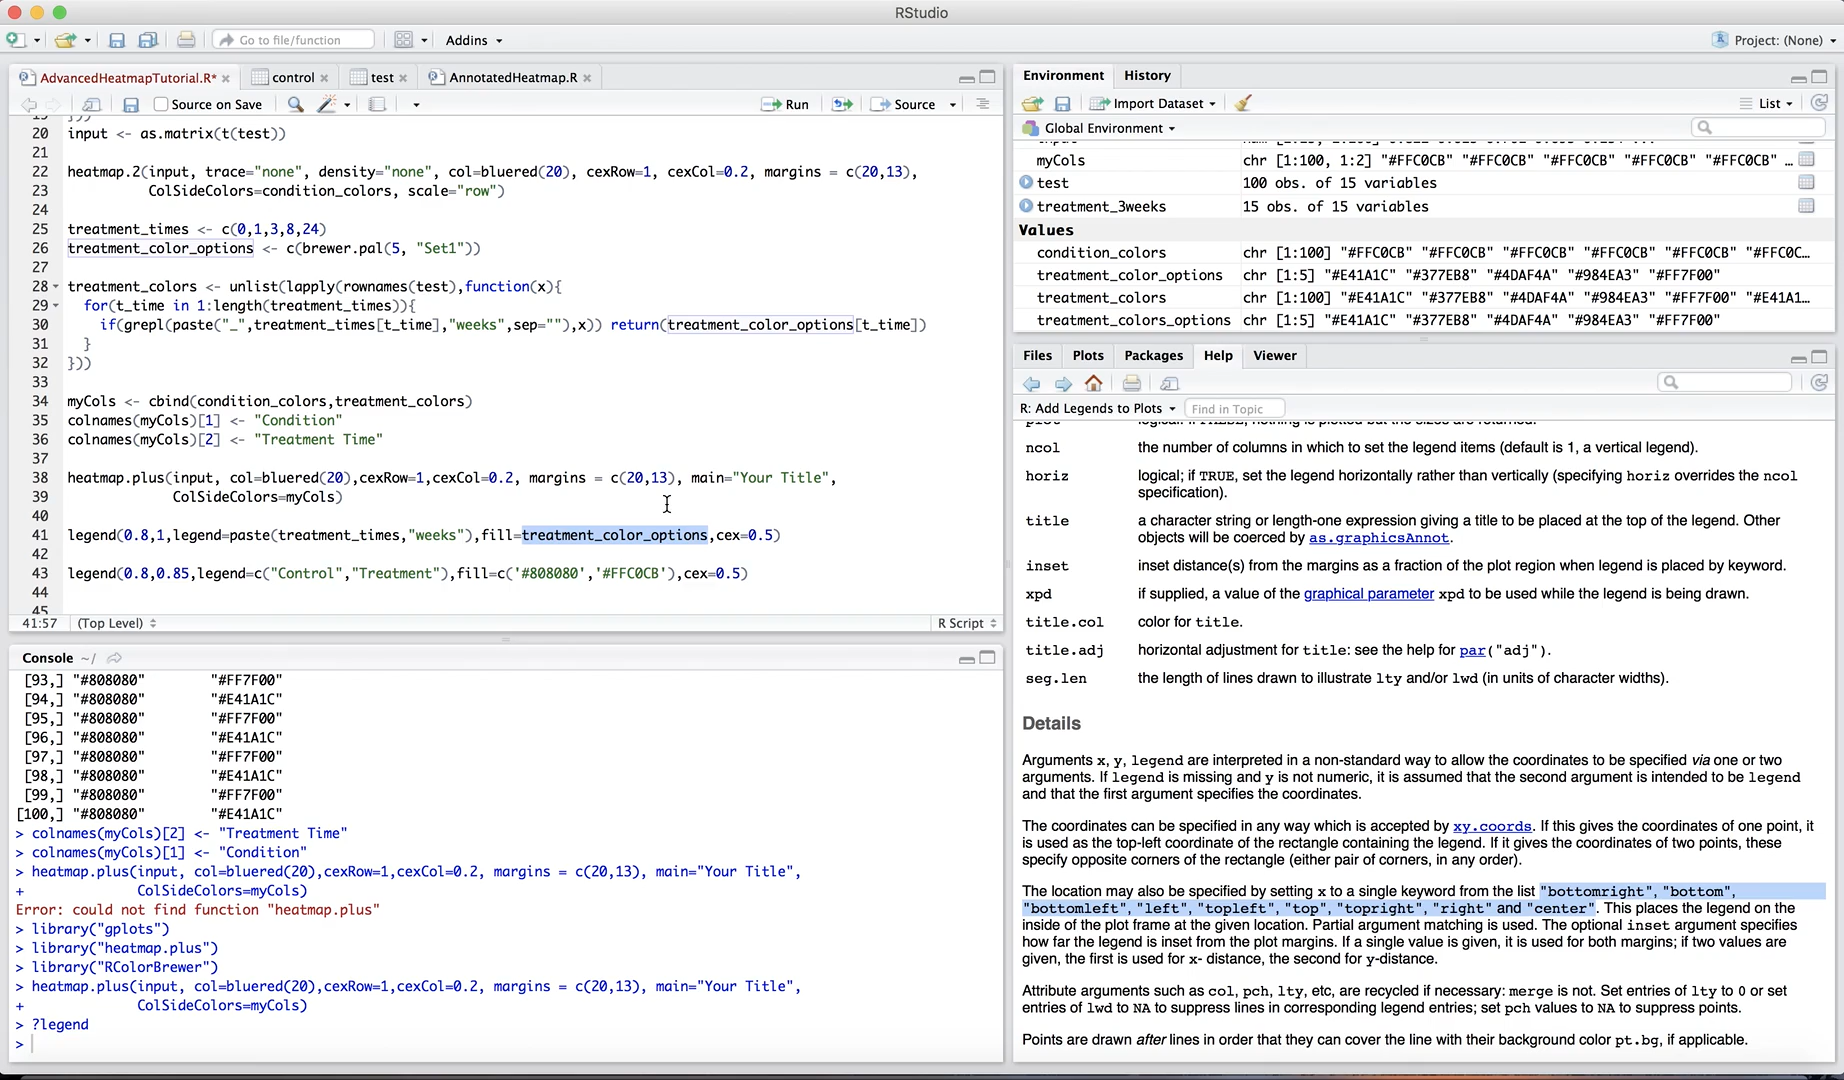 RStudio
Go to file/function
Addins
Project: (None)
AdvancedHeatmapTutorial.R*
control
test
AnnotatedHeatmap.R
Source on Save
Run
Source
20 input <- as.matrix(t(test))
21
22 heatmap.2(input, trace="none", density="none", col=bluered(20), cexRow=1, cexCol=0.2, margins = c(20,13),
23 ColSideColors=condition_colors, scale="row")
24
25 treatment_times <- c(0,1,3,8,24)
26 treatment_color_options <- c(brewer.pal(5, "Set1"))
27
28 treatment_colors <- unlist(lapply(rownames(test),function(x){
29 for(t_time in 1:length(treatment_times)){
30 if(grepl(paste("_",treatment_times[t_time],"weeks",sep=""),x)) return(treatment_color_options[t_time])
31 }
32 }))
33
34 myCols <- cbind(condition_colors,treatment_colors)
35 colnames(myCols)[1] <- "Condition"
36 colnames(myCols)[2] <- "Treatment Time"
37
38 heatmap.plus(input, col=bluered(20),cexRow=1,cexCol=0.2, margins = c(20,13), main="Your Title",
39 ColSideColors=myCols)
40
41 legend(0.8,1,legend=paste(treatment_times,"weeks"),fill=treatment_color_options,cex=0.5)
42
43 legend(0.8,0.85,legend=c("Control","Treatment"),fill=c('#808080','#FFC0CB'),cex=0.5)
44
45
41:57 (Top Level) R Script
Console ~/
[93,] "#808080" "#FF7F00"
[94,] "#808080" "#E41A1C"
[95,] "#808080" "#FF7F00"
[96,] "#808080" "#E41A1C"
[97,] "#808080" "#FF7F00"
[98,] "#808080" "#E41A1C"
[99,] "#808080" "#FF7F00"
[100,] "#808080" "#E41A1C"
> colnames(myCols)[2] <- "Treatment Time"
> colnames(myCols)[1] <- "Condition"
> heatmap.plus(input, col=bluered(20),cexRow=1,cexCol=0.2, margins = c(20,13), main="Your Title",
+ ColSideColors=myCols)
Error: could not find function "heatmap.plus"
> library("gplots")
> library("heatmap.plus")
> library("RColorBrewer")
> heatmap.plus(input, col=bluered(20),cexRow=1,cexCol=0.2, margins = c(20,13), main="Your Title",
+ ColSideColors=myCols)
> ?legend
>
Environment History
Import Dataset List
Global Environment
myCols chr [1:100, 1:2] "#FFC0CB" "#FFC0CB" "#FFC0CB" "#FFC0CB" "#FFC0CB" …
test 100 obs. of 15 variables
treatment_3weeks 15 obs. of 15 variables
Values
condition_colors chr [1:100] "#FFC0CB" "#FFC0CB" "#FFC0CB" "#FFC0CB" "#FFC0CB" "#FFC0C…
treatment_color_options chr [1:5] "#E41A1C" "#377EB8" "#4DAF4A" "#984EA3" "#FF7F00"
treatment_colors chr [1:100] "#E41A1C" "#377EB8" "#4DAF4A" "#984EA3" "#FF7F00" "#E41A1…
treatment_colors_options chr [1:5] "#E41A1C" "#377EB8" "#4DAF4A" "#984EA3" "#FF7F00"
Files Plots Packages Help Viewer
R: Add Legends to Plots Find in Topic
plot logical. If FALSE, nothing is plotted but the sizes are returned.
ncol the number of columns in which to set the legend items (default is 1, a vertical legend).
horiz logical; if TRUE, set the legend horizontally rather than vertically (specifying horiz overrides the ncol
specification).
title a character string or length-one expression giving a title to be placed at the top of the legend. Other
objects will be coerced by as.graphicsAnnot.
inset inset distance(s) from the margins as a fraction of the plot region when legend is placed by keyword.
xpd if supplied, a value of the graphical parameter xpd to be used while the legend is being drawn.
title.col color for title.
title.adj horizontal adjustment for title: see the help for par("adj").
seg.len the length of lines drawn to illustrate lty and/or lwd (in units of character widths).
Details
Arguments x, y, legend are interpreted in a non-standard way to allow the coordinates to be specified via one or two
arguments. If legend is missing and y is not numeric, it is assumed that the second argument is intended to be legend
and that the first argument specifies the coordinates.
The coordinates can be specified in any way which is accepted by xy.coords. If this gives the coordinates of one point, it
is used as the top-left coordinate of the rectangle containing the legend. If it gives the coordinates of two points, these
specify opposite corners of the rectangle (either pair of corners, in any order).
The location may also be specified by setting x to a single keyword from the list "bottomright", "bottom",
"bottomleft", "left", "topleft", "top", "topright", "right" and "center". This places the legend on the
inside of the plot frame at the given location. Partial argument matching is used. The optional inset argument specifies
how far the legend is inset from the plot margins. If a single value is given, it is used for both margins; if two values are
given, the first is used for x- distance, the second for y-distance.
Attribute arguments such as col, pch, lty, etc, are recycled if necessary: merge is not. Set entries of lty to 0 or set
entries of lwd to NA to suppress lines in corresponding legend entries; set pch values to NA to suppress points.
Points are drawn after lines in order that they can cover the line with their background color pt.bg, if applicable.